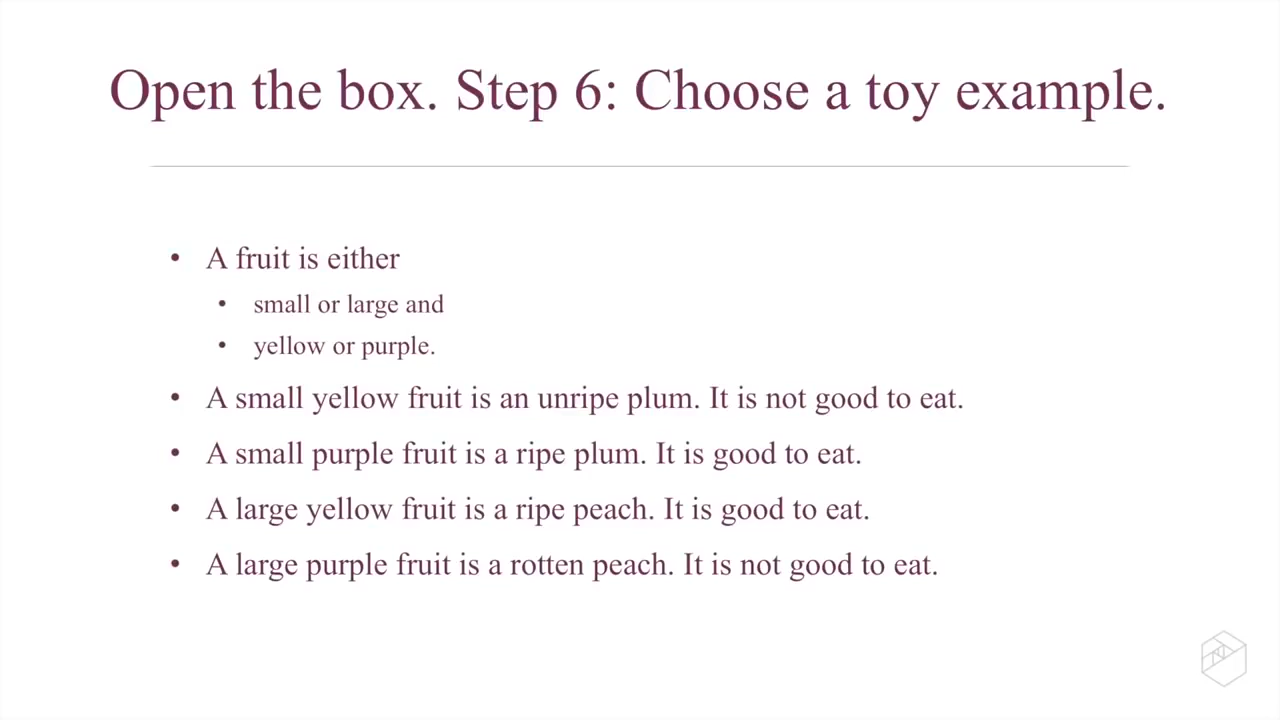 Open the box. Step 6: Choose a toy example.
• A fruit is either
• small or large and
• yellow or purple.
• A small yellow fruit is an unripe plum. It is not good to eat.
• A small purple fruit is a ripe plum. It is good to eat.
• A large yellow fruit is a ripe peach. It is good to eat.
• A large purple fruit is a rotten peach. It is not good to eat.